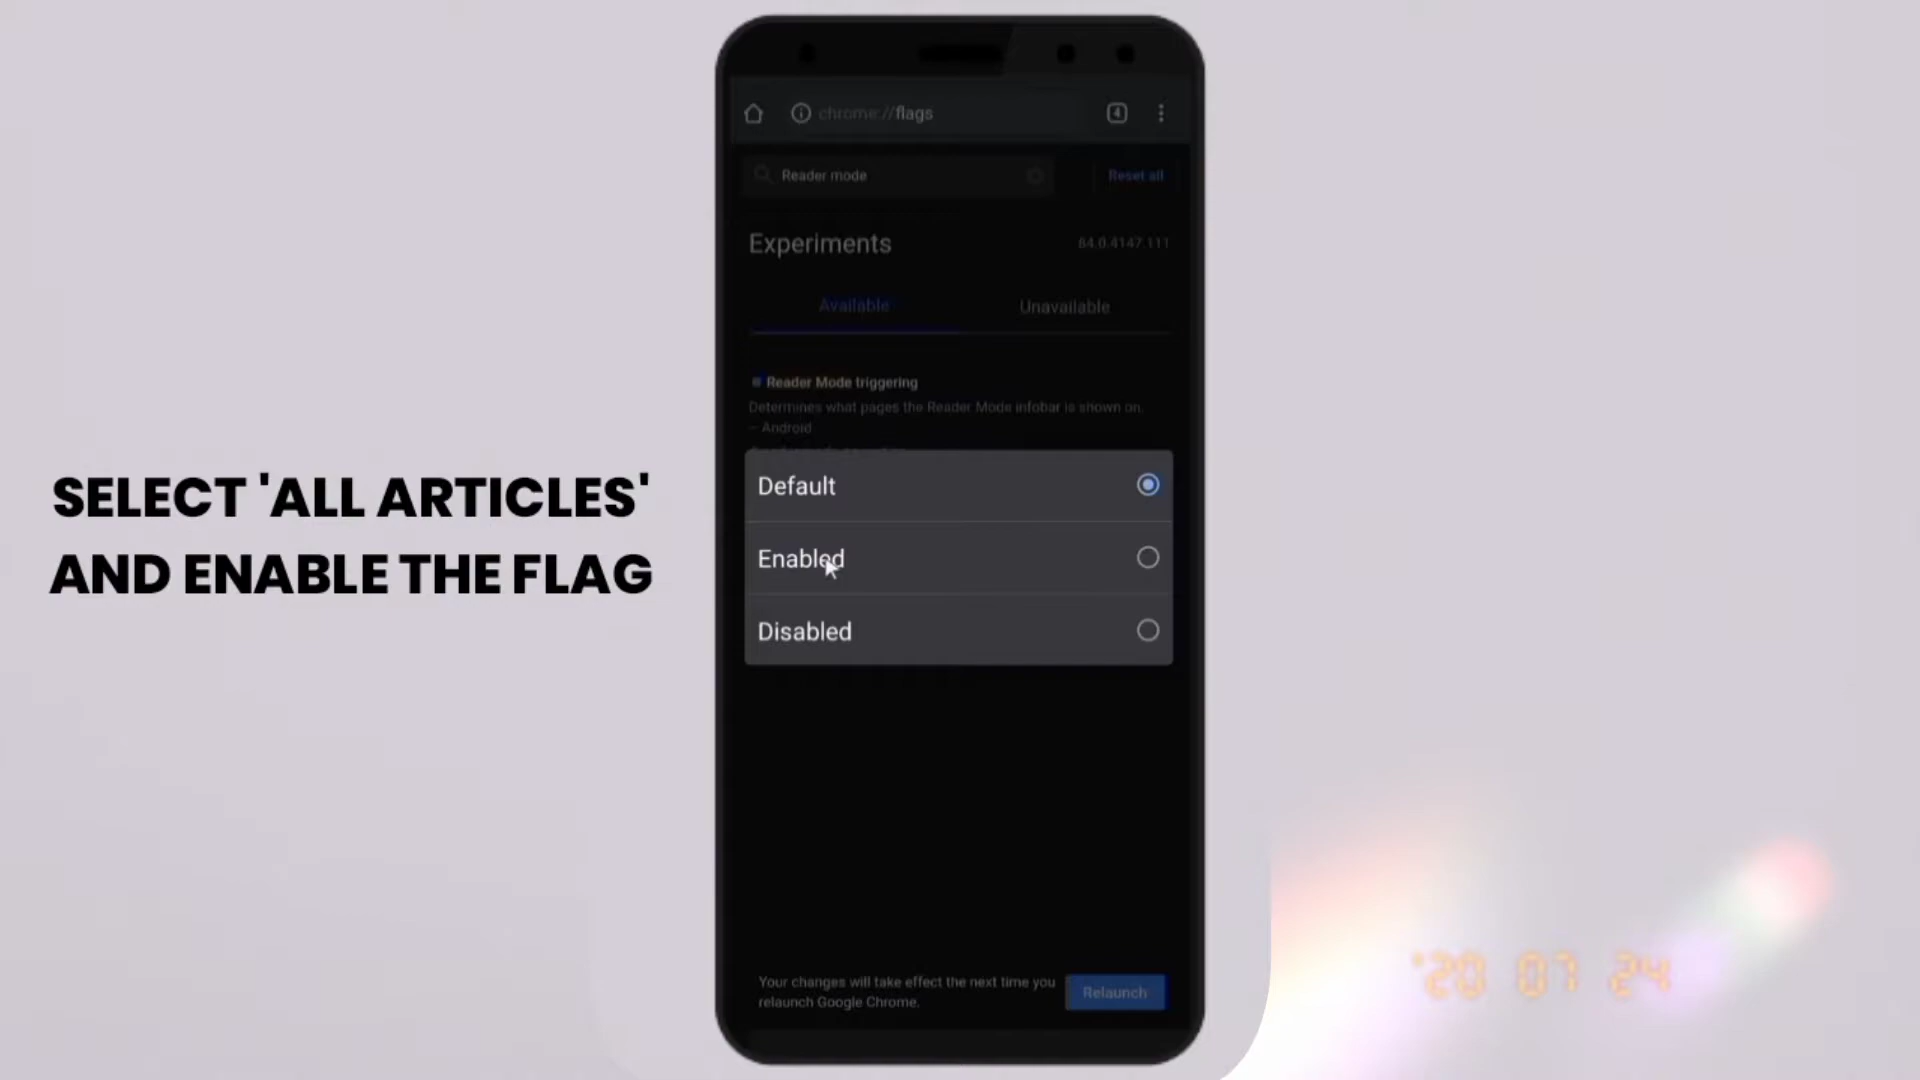 chrome://flags
4
Reader mode
Reset all
Experiments
84.0.4147.111
Available
Unavailable
Reader Mode triggering
Determines what pages the Reader Mode infobar is shown on.
– Android
Default
Enabled
Disabled
SELECT 'ALL ARTICLES'
AND ENABLE THE FLAG
Your changes will take effect the next time you
relaunch Google Chrome.
Relaunch
'20 07 24